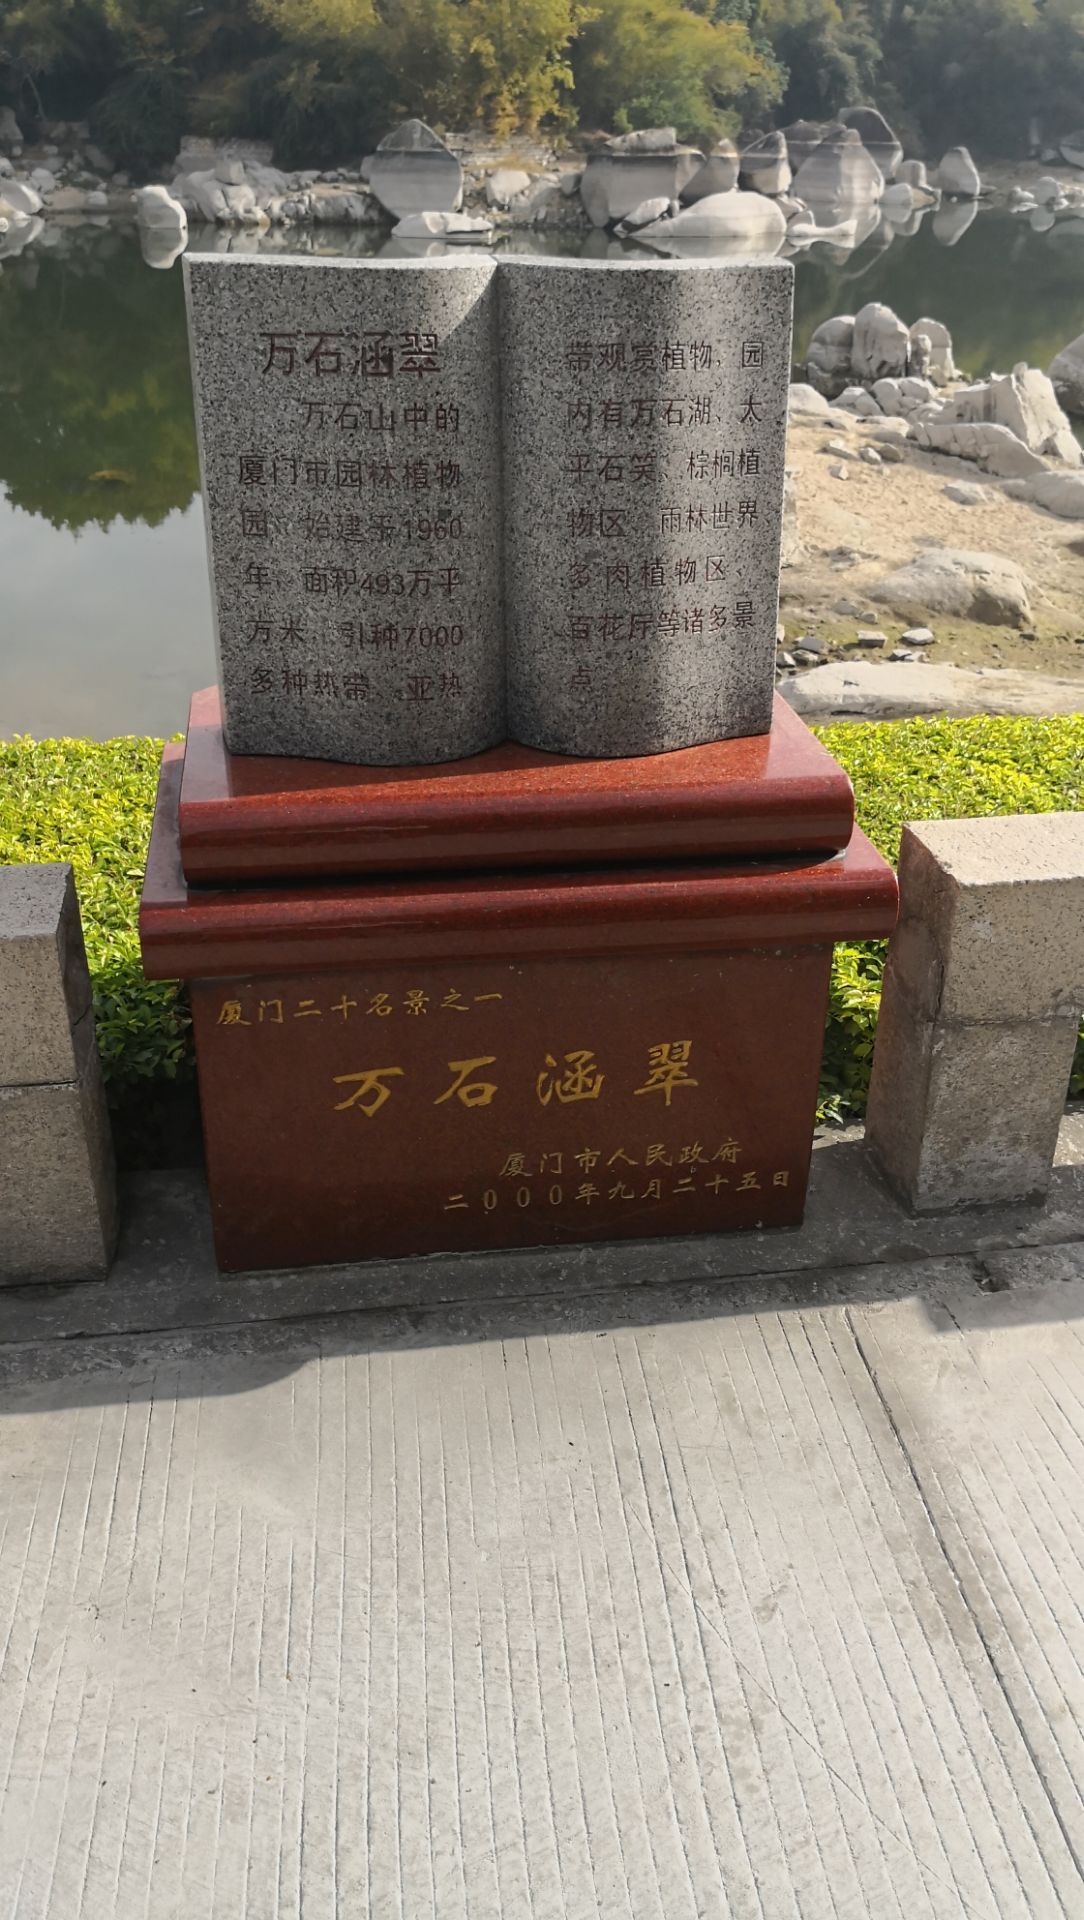 万石涵翠
万石山中的
厦门市园林植物
园，始建于1960
年，面积493万平
方米，引种7000
多种热带、亚热
带观赏植物，园
内有万石湖、太
平石笑、棕榈植
物区、雨林世界、
多肉植物区、
百花厅等诸多景
点
厦门二十名景之一
万石涵翠
厦门市人民政府
二000年九月二十五日